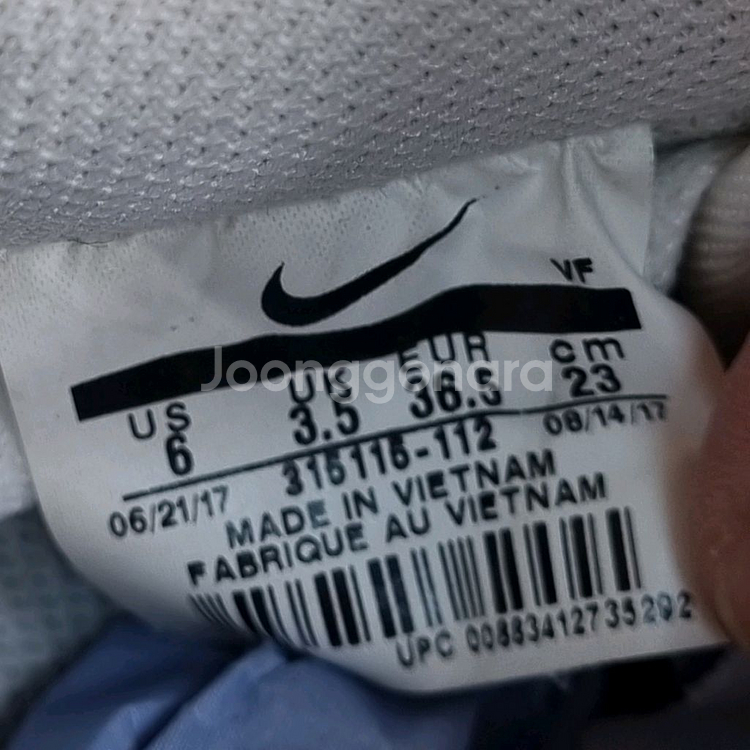 VF
US UK EUR cm
6 3.5 36.5 23
315115-112
06/21/17 08/14/17
MADE IN VIETNAM
FABRIQUE AU VIETNAM
UPC 00883412735292
Joonggonara